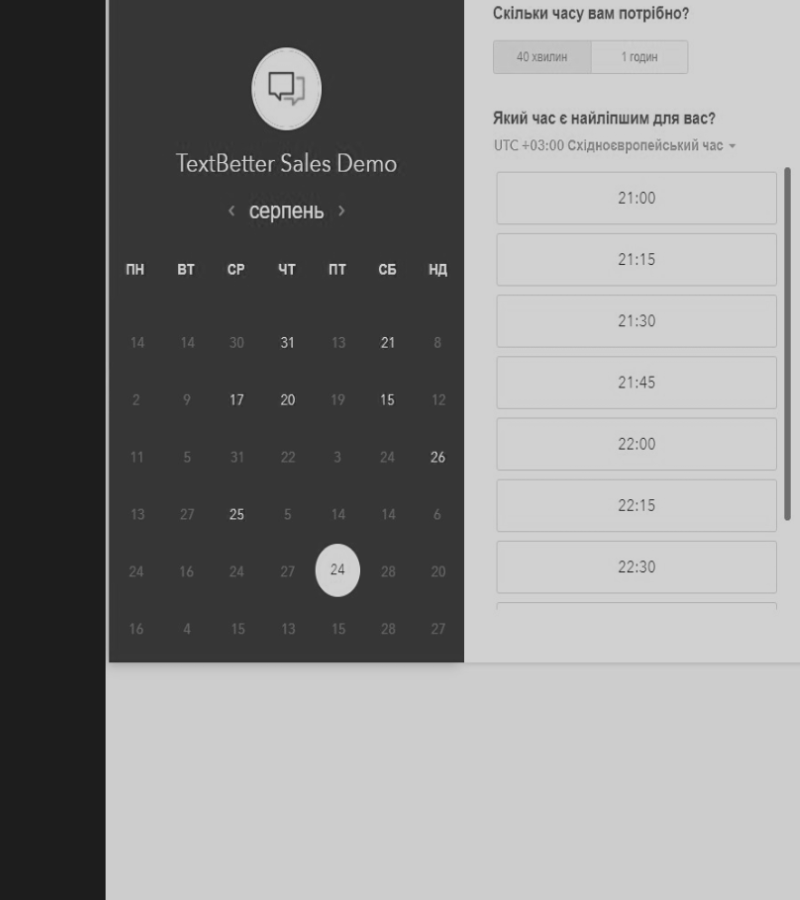 TextBetter Sales Demo
‹ серпень ›
ПН ВТ СР ЧТ ПТ СБ НД
14 14 30 31 13 21 8
2 9 17 20 19 15 12
11 5 31 22 3 24 26
13 27 25 5 14 14 6
24 16 24 27 24 28 20
16 4 15 13 15 28 27
Скільки часу вам потрібно?
40 хвилин 1 годин
Який час є найліпшим для вас?
UTC +03:00 Східноєвропейський час
21:00
21:15
21:30
21:45
22:00
22:15
22:30